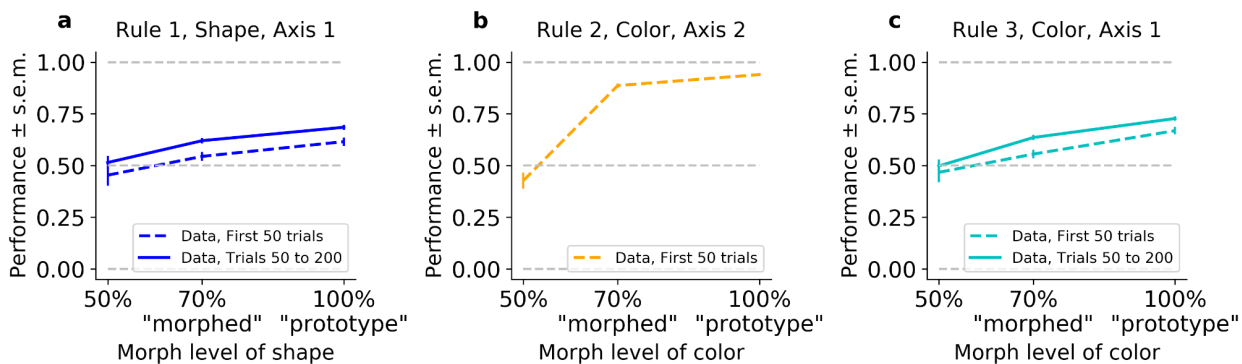 a
Rule 1, Shape, Axis 1
Performance ± s.e.m.
1.00
0.75
0.50
0.25
0.00
Data, First 50 trials
Data, Trials 50 to 200
50%
70%
"morphed"
100%
"prototype"
Morph level of shape
b
Rule 2, Color, Axis 2
Performance ± s.e.m.
1.00
0.75
0.50
0.25
0.00
Data, First 50 trials
50%
70%
"morphed"
100%
"prototype"
Morph level of color
c
Rule 3, Color, Axis 1
Performance ± s.e.m.
1.00
0.75
0.50
0.25
0.00
Data, First 50 trials
Data, Trials 50 to 200
50%
70%
"morphed"
100%
"prototype"
Morph level of color